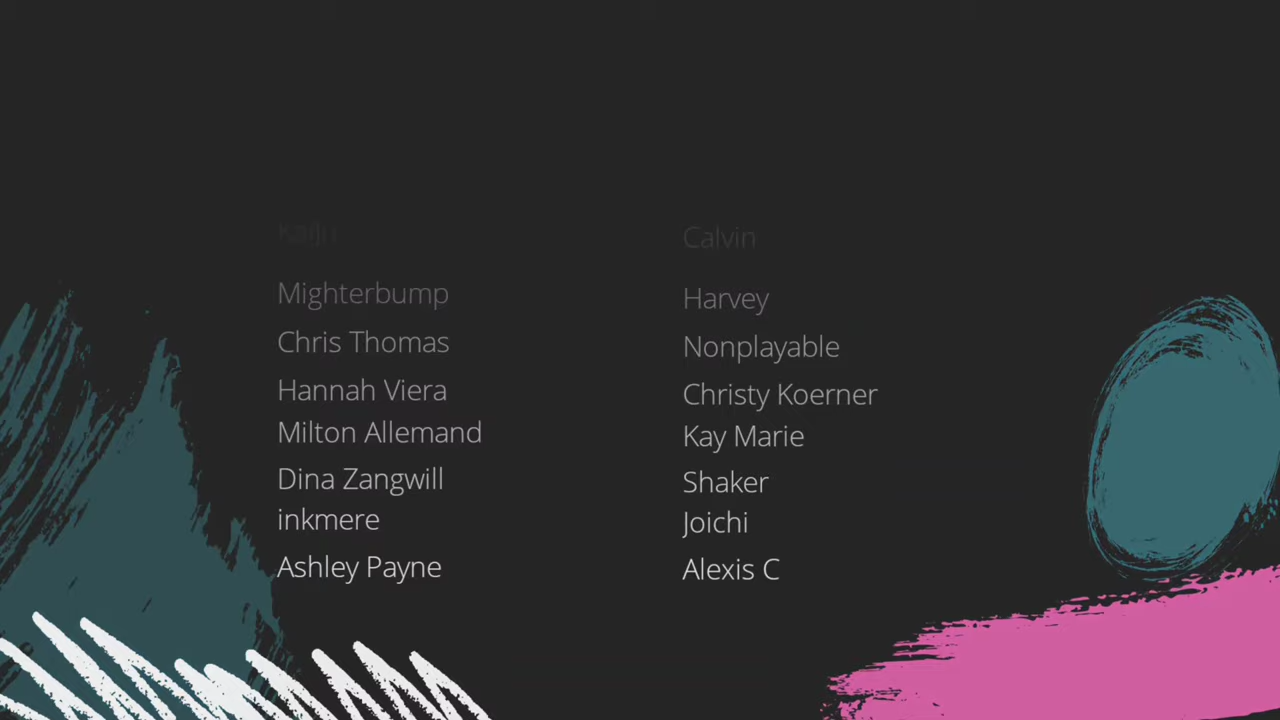 Kaiju
Mighterbump
Chris Thomas
Hannah Viera
Milton Allemand
Dina Zangwill
inkmere
Ashley Payne
Calvin
Harvey
Nonplayable
Christy Koerner
Kay Marie
Shaker
Joichi
Alexis C